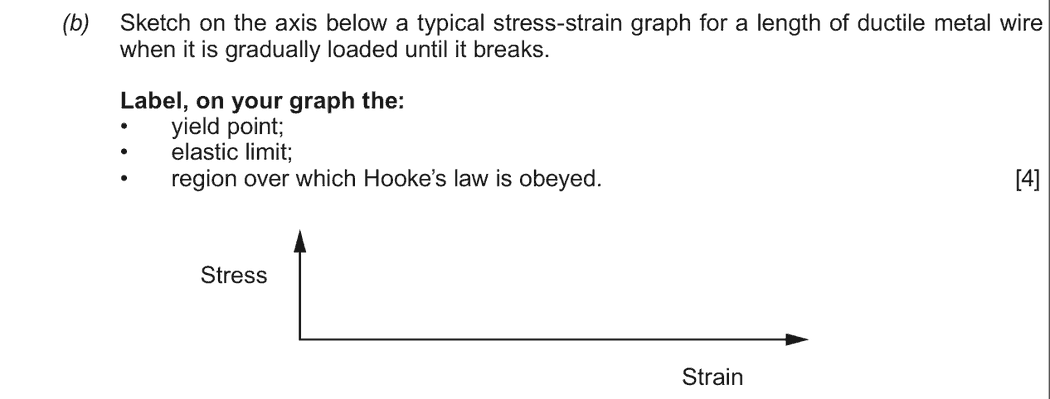 (b) Sketch on the axis below a typical stress-strain graph for a length of ductile metal wire
when it is gradually loaded until it breaks.
Label, on your graph the:
• yield point;
• elastic limit;
• region over which Hooke's law is obeyed. [4]
Stress
Strain